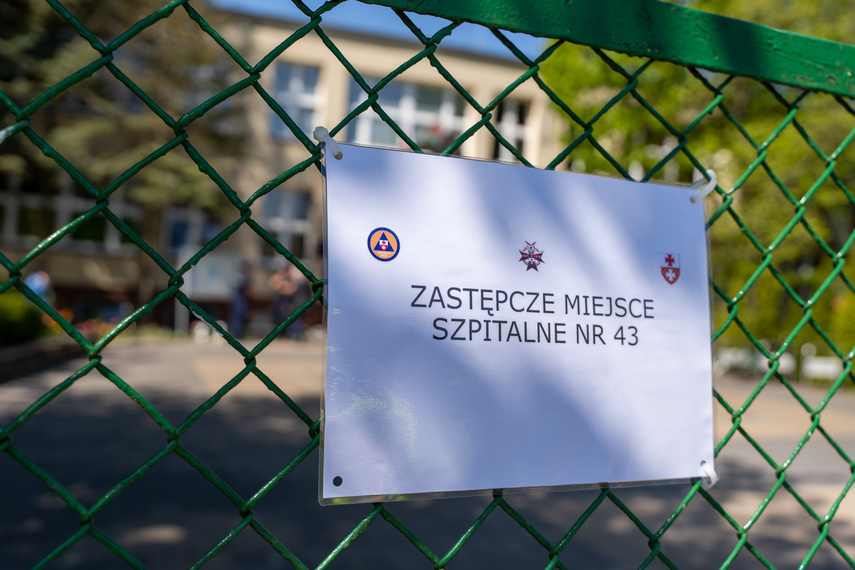 ZASTĘPCZE MIEJSCE
SZPITALNE NR 43